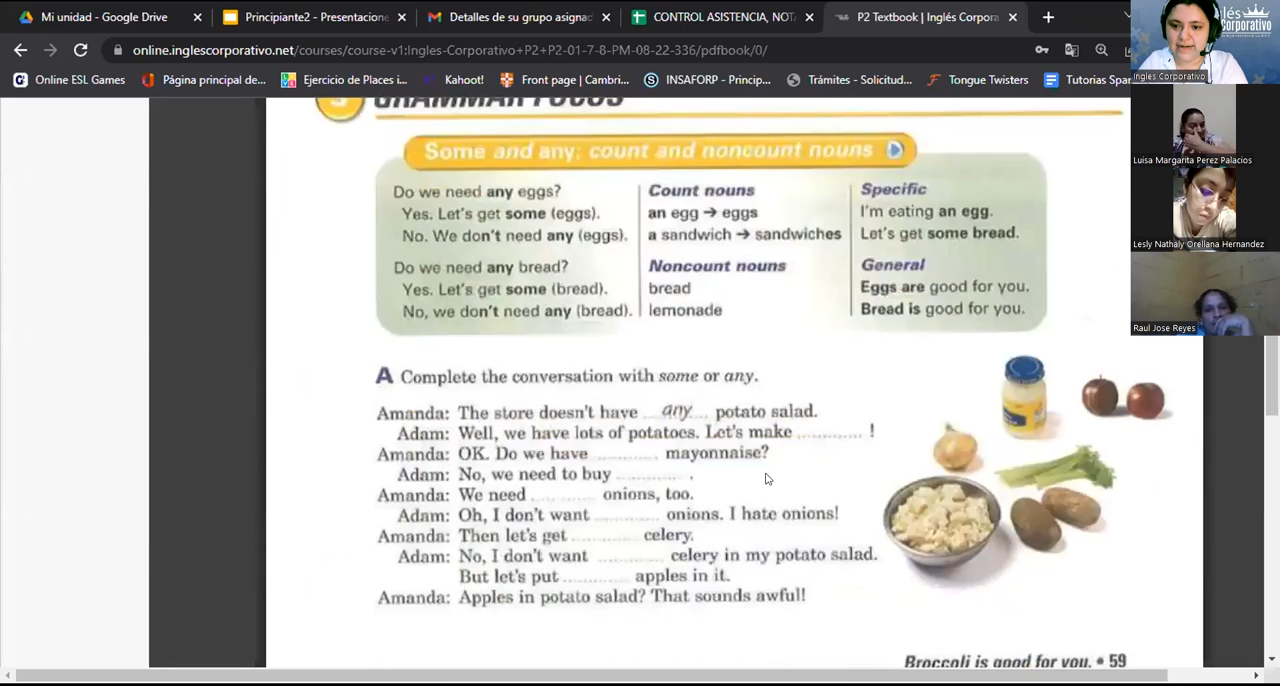 Mi unidad - Google Drive
Principiante2 - Presentacione
Detalles de su grupo asignad
CONTROL ASISTENCIA, NOTA
P2 Textbook | Inglés Corpora
online.inglescorporativo.net/courses/course-v1:Ingles-Corporativo+P2+P2-01-7-8-PM-08-22-336/pdfbook/0/
Online ESL Games
Página principal de...
Ejercicio de Places i...
Kahoot!
Front page | Cambri...
INSAFORP - Princip...
Trámites - Solicitud...
Tongue Twisters
Tutorias Spar
Inglés Corporativo
Ingles Corporativo
Luisa Margarita Perez Palacios
Lesly Nathaly Orellana Hernandez
Raul Jose Reyes
3 GRAMMAR FOCUS
Some and any; count and noncount nouns
Do we need any eggs?
Yes. Let's get some (eggs).
No. We don't need any (eggs).
Do we need any bread?
Yes. Let's get some (bread).
No, we don't need any (bread).
Count nouns
an egg → eggs
a sandwich → sandwiches
Noncount nouns
bread
lemonade
Specific
I'm eating an egg.
Let's get some bread.
General
Eggs are good for you.
Bread is good for you.
A Complete the conversation with some or any.
Amanda: The store doesn't have any potato salad.
Adam: Well, we have lots of potatoes. Let's make ............ !
Amanda: OK. Do we have ............ mayonnaise?
Adam: No, we need to buy ............ .
Amanda: We need ............ onions, too.
Adam: Oh, I don't want ............ onions. I hate onions!
Amanda: Then let's get ............ celery.
Adam: No, I don't want ............ celery in my potato salad.
But let's put ............ apples in it.
Amanda: Apples in potato salad? That sounds awful!
Broccoli is good for you. • 59